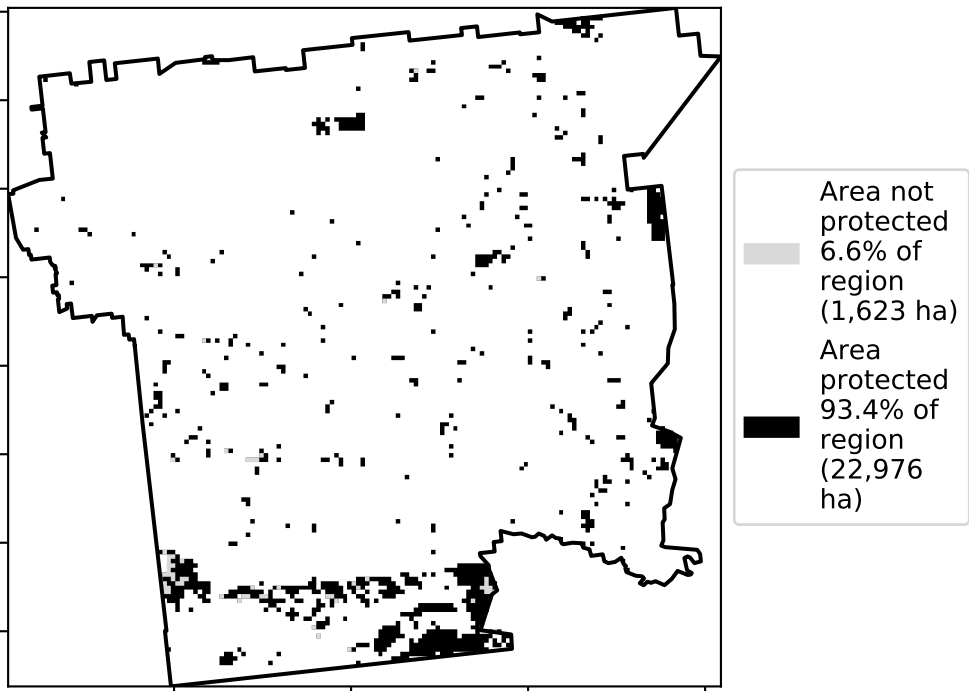 Area not
protected
6.6% of
region
(1,623 ha)
Area
protected
93.4% of
region
(22,976
ha)